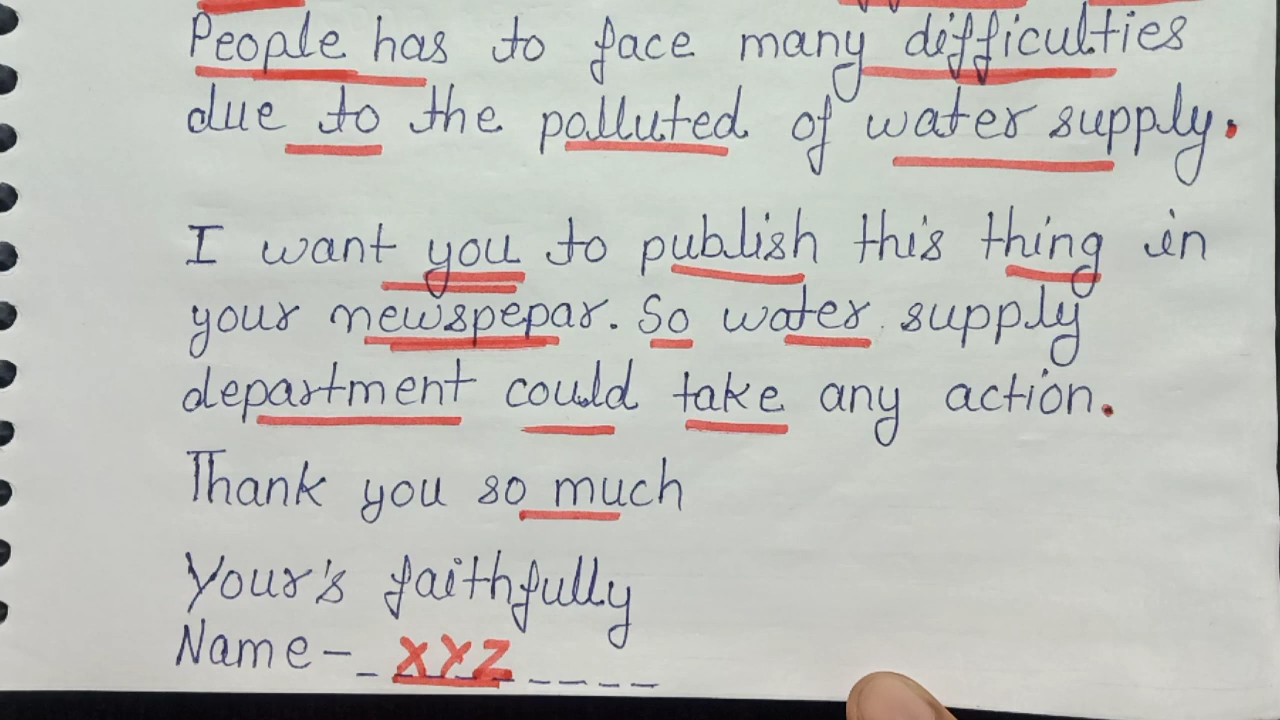 People has to face many difficulties
due to the polluted of water supply.
I want you to publish this thing in
your newspepar. So water supply
department could take any action.
Thank you so much
Your's faithfully
Name- XYZ